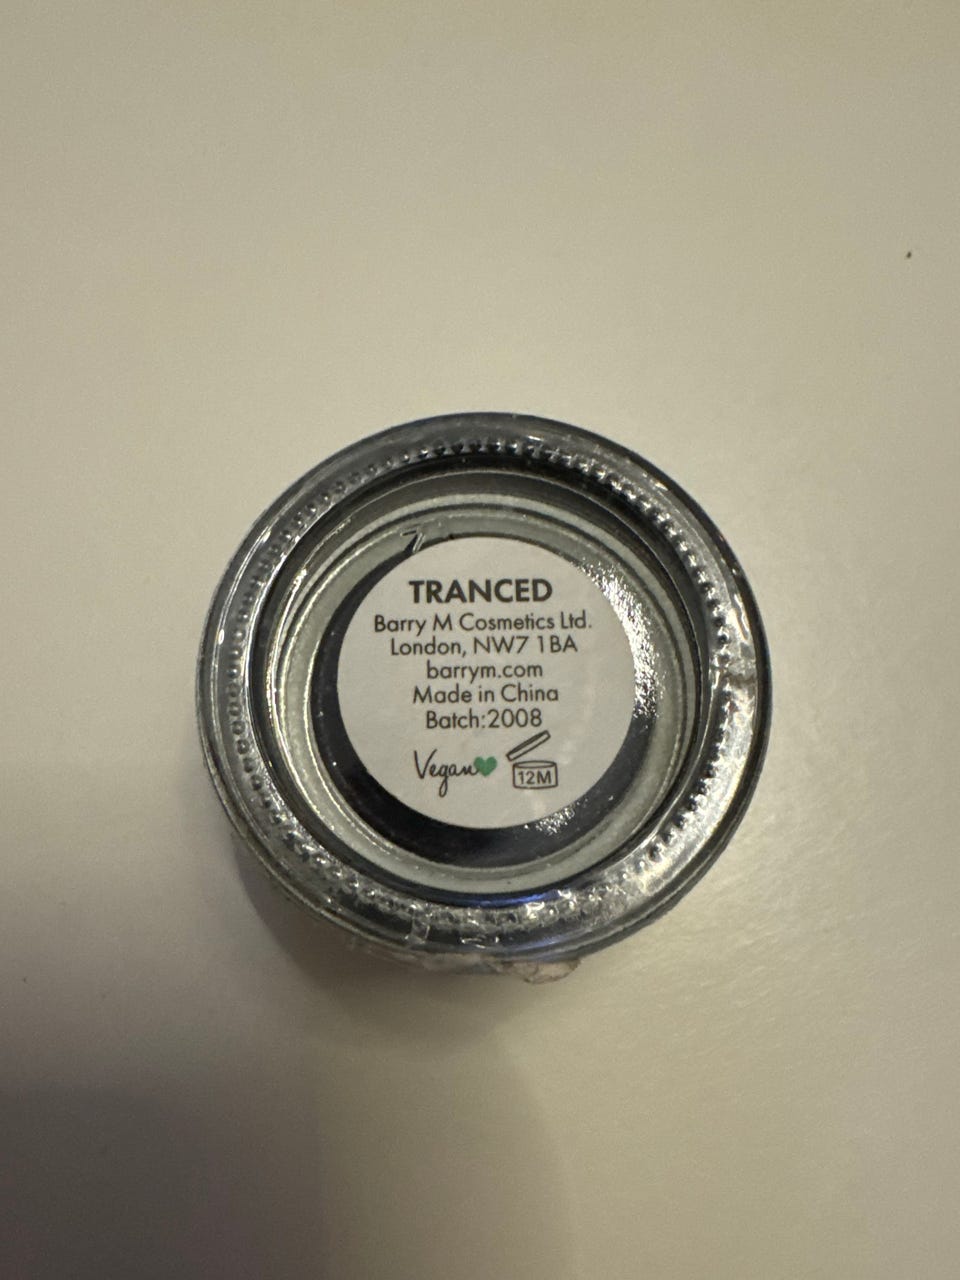 TRANCED
Barry M Cosmetics Ltd.
London, NW7 1BA
barrym.com
Made in China
Batch:2008
Vegan
12M